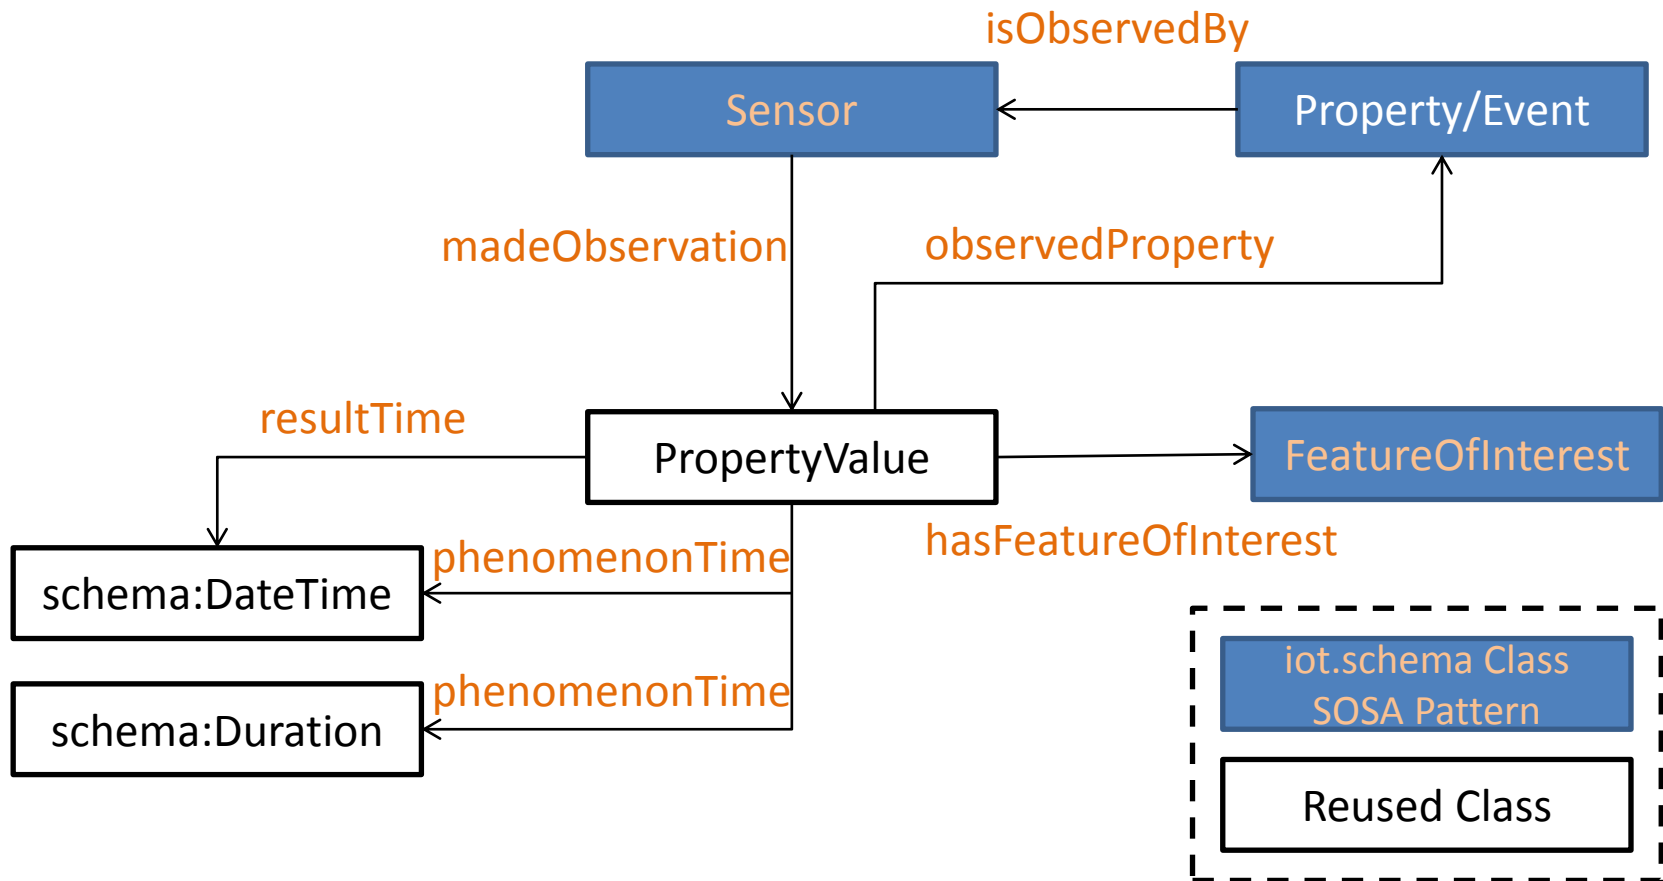 isObservedBy
Sensor
Property/Event
madeObservation
observedProperty
resultTime
PropertyValue
FeatureOfInterest
hasFeatureOfInterest
phenomenonTime
schema:DateTime
phenomenonTime
schema:Duration
iot.schema Class
SOSA Pattern
Reused Class